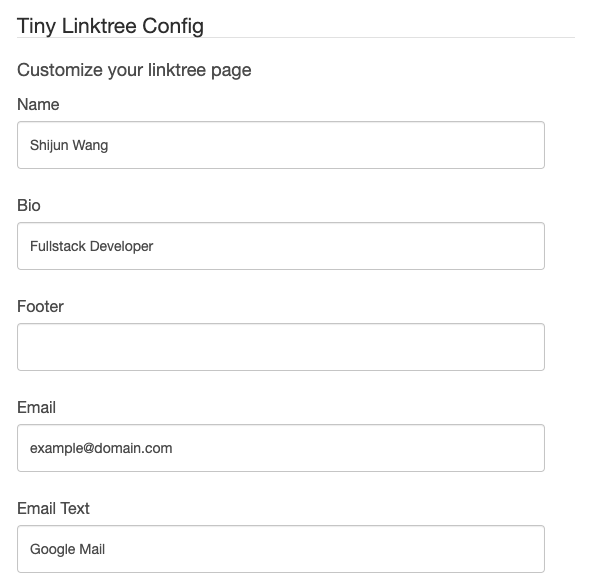 Tiny Linktree Config
Customize your linktree page
Name
Shijun Wang
Bio
Fullstack Developer
Footer
Email
example@domain.com
Email Text
Google Mail